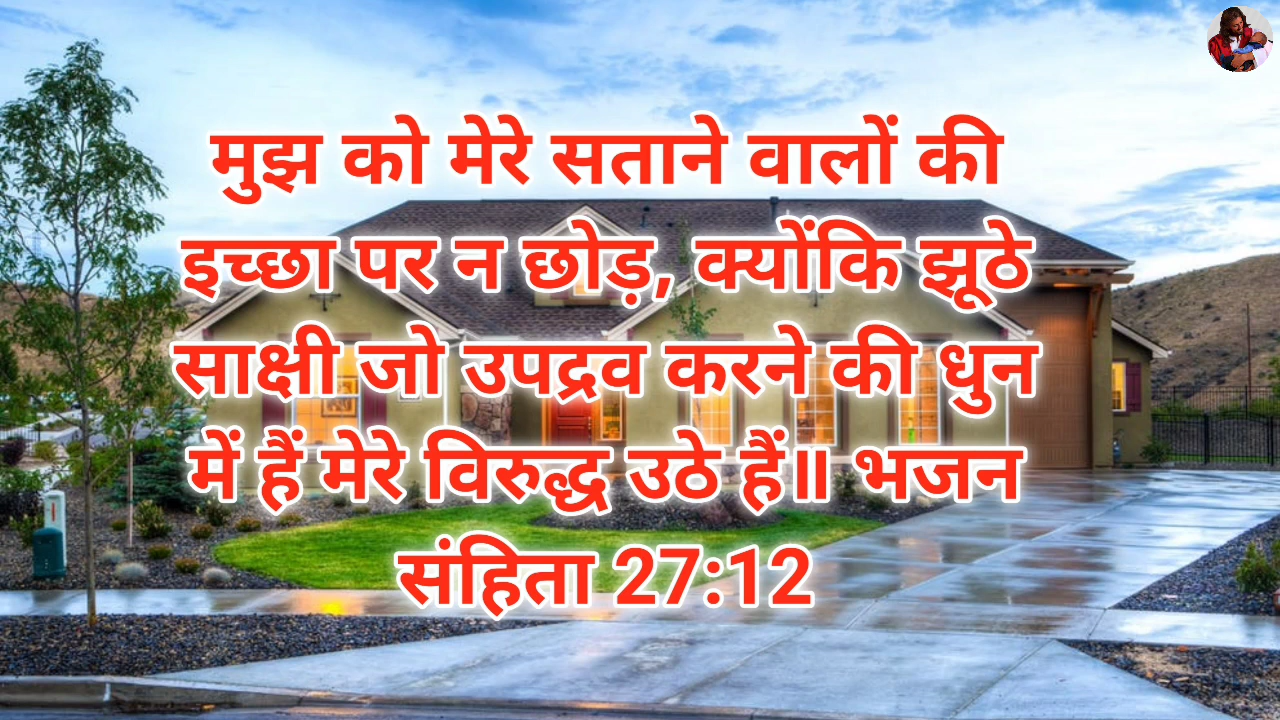 मुझ को मेरे सताने वालों की
इच्छा पर न छोड़, क्योंकि झूठे
साक्षी जो उपद्रव करने की धुन
में हैं मेरे विरुद्ध उठे हैं॥ भजन
संहिता 27:12